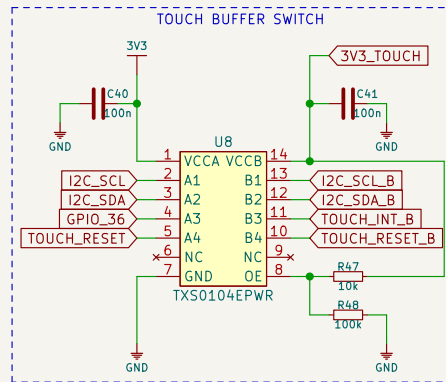 TOUCH BUFFER SWITCH
3V3
3V3_TOUCH
C40
100n
C41
100n
GND
GND
U8
1 VCCA VCCB 14
I2C_SCL 2 A1 B1 13 I2C_SCL_B
I2C_SDA 3 A2 B2 12 I2C_SDA_B
GPIO_36 4 A3 B3 11 TOUCH_INT_B
TOUCH_RESET 5 A4 B4 10 TOUCH_RESET_B
6 NC NC 9
7 GND OE 8
TXS0104EPWR
R47
10k
R48
100k
GND
GND